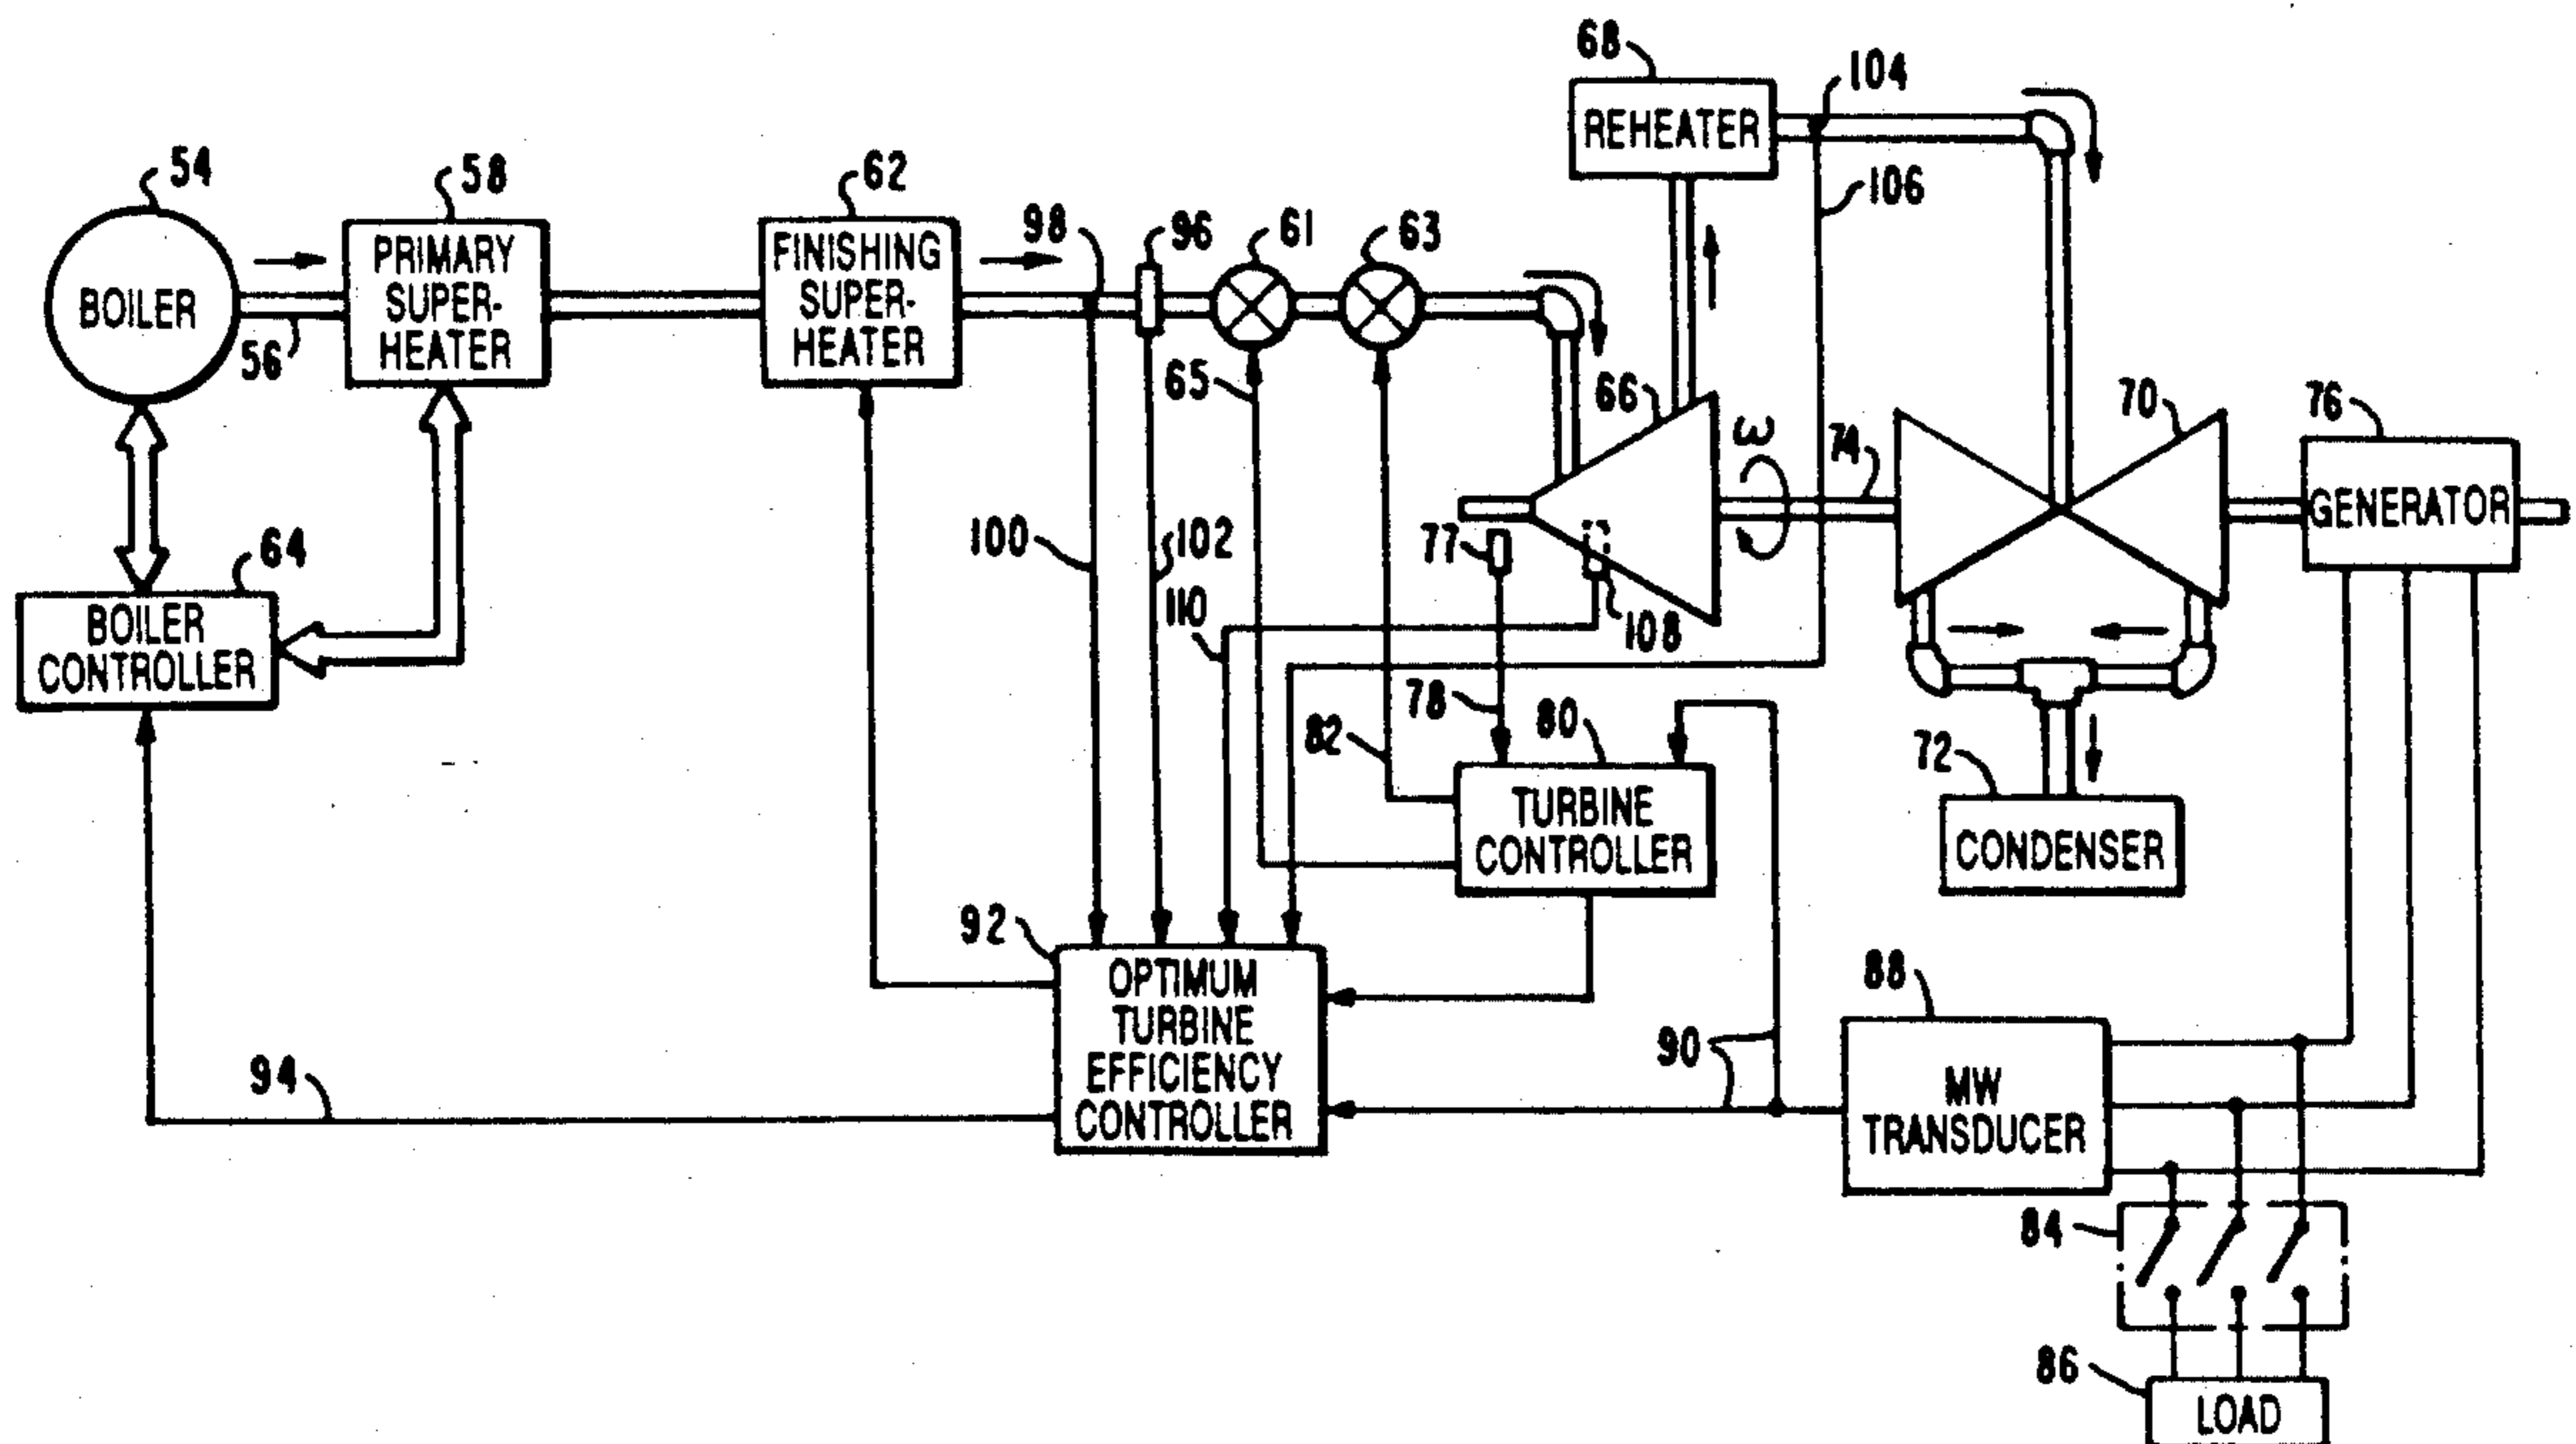 68
104
REHEATER
106
54
58
62
98
96
61
63
BOILER
56
PRIMARY
SUPER-
HEATER
FINISHING
SUPER-
HEATER
65
66
ω
74
70
76
GENERATOR
100
102
77
110
108
64
BOILER
CONTROLLER
78
82
80
TURBINE
CONTROLLER
72
CONDENSER
92
OPTIMUM
TURBINE
EFFICIENCY
CONTROLLER
94
90
88
MW
TRANSDUCER
84
86
LOAD